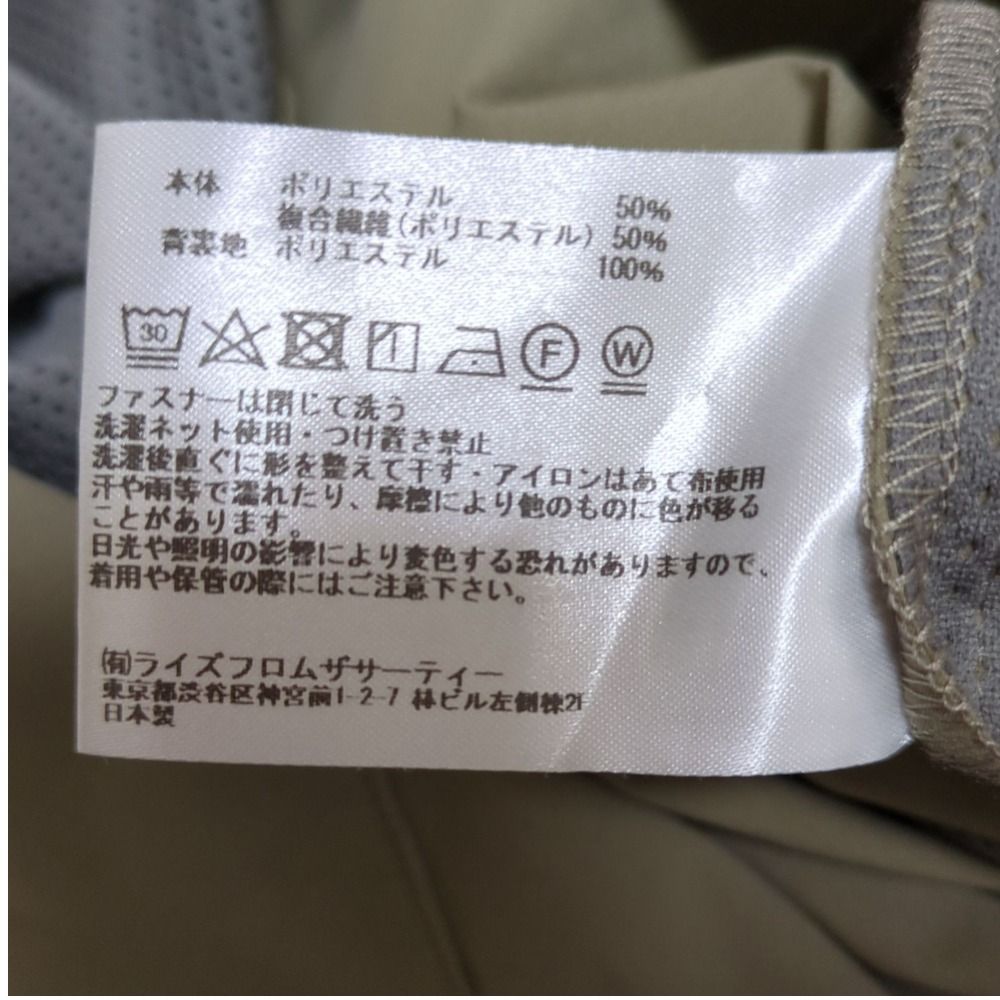 本体 ポリエステル 50%
複合繊維(ポリエステル) 50%
背裏地 ポリエステル 100%
30 F W
ファスナーは閉じて洗う
洗濯ネット使用・つけ置き禁止
洗濯後直ぐに形を整えて干す・アイロンはあて布使用
汗や雨等で濡れたり、摩擦により他のものに色が移る
ことがあります。
日光や照明の影響により変色する恐れがありますので、
着用や保管の際にはご注意下さい。
㈲ライズフロムザサーティー
東京都渋谷区神宮前1-2-7 林ビル左側棟2F
日本製